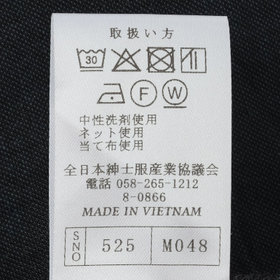 取扱い方
30
F W
中性洗剤使用
ネット使用
当て布使用
全日本紳士服産業協議会
電話 058-265-1212
8-0866
MADE IN VIETNAM
SNO 525 M048